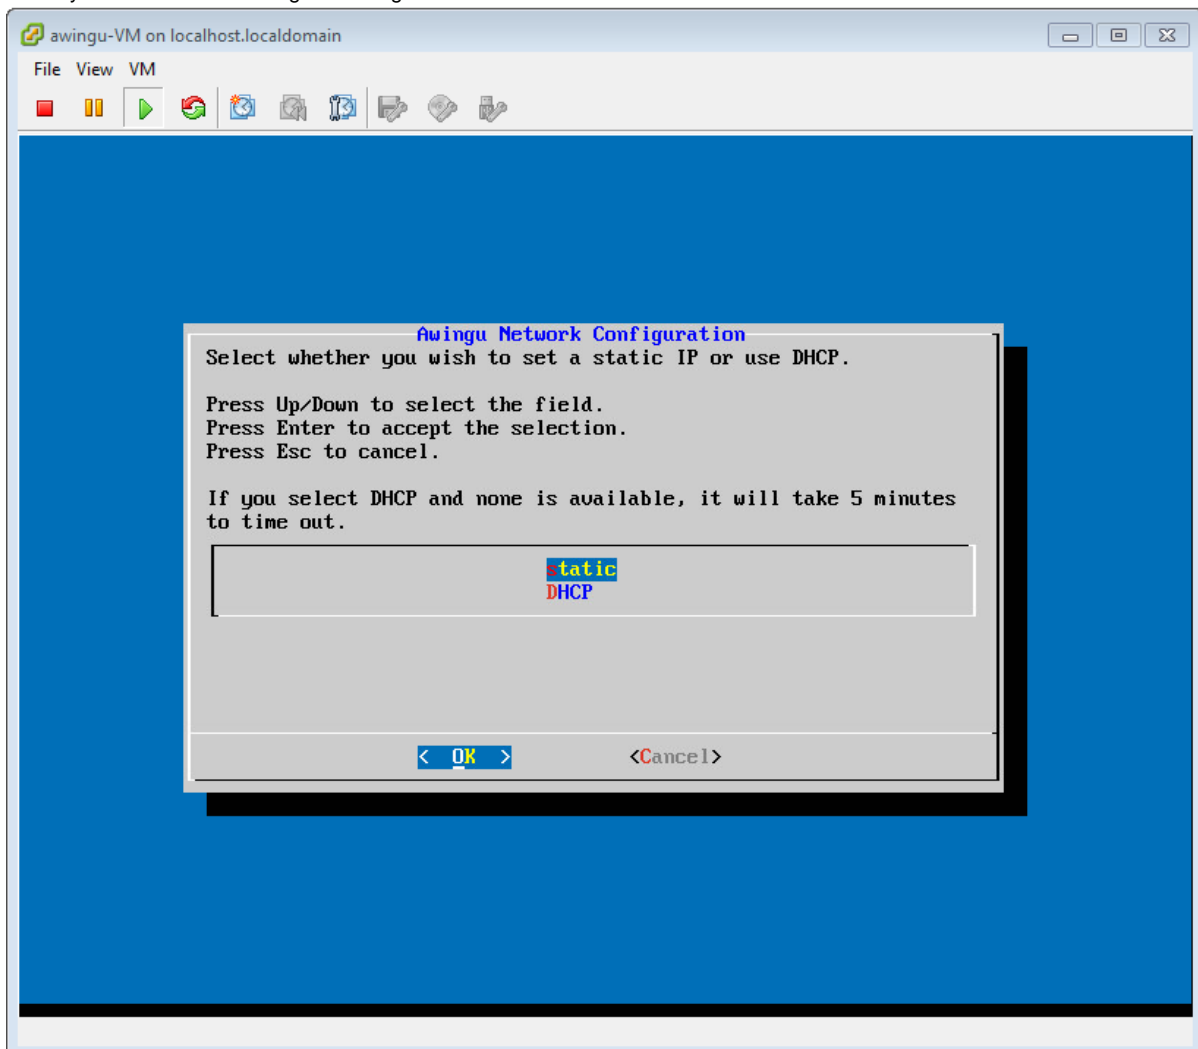 awingu-VM on localhost.localdomain
File View VM
Awingu Network Configuration
Select whether you wish to set a static IP or use DHCP.
Press Up/Down to select the field.
Press Enter to accept the selection.
Press Esc to cancel.
If you select DHCP and none is available, it will take 5 minutes
to time out.
static
DHCP
< OK > <Cancel>